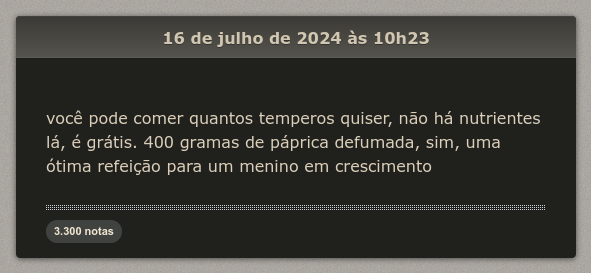 16 de julho de 2024 às 10h23
você pode comer quantos temperos quiser, não há nutrientes
lá, é grátis. 400 gramas de páprica defumada, sim, uma
ótima refeição para um menino em crescimento
3.300 notas